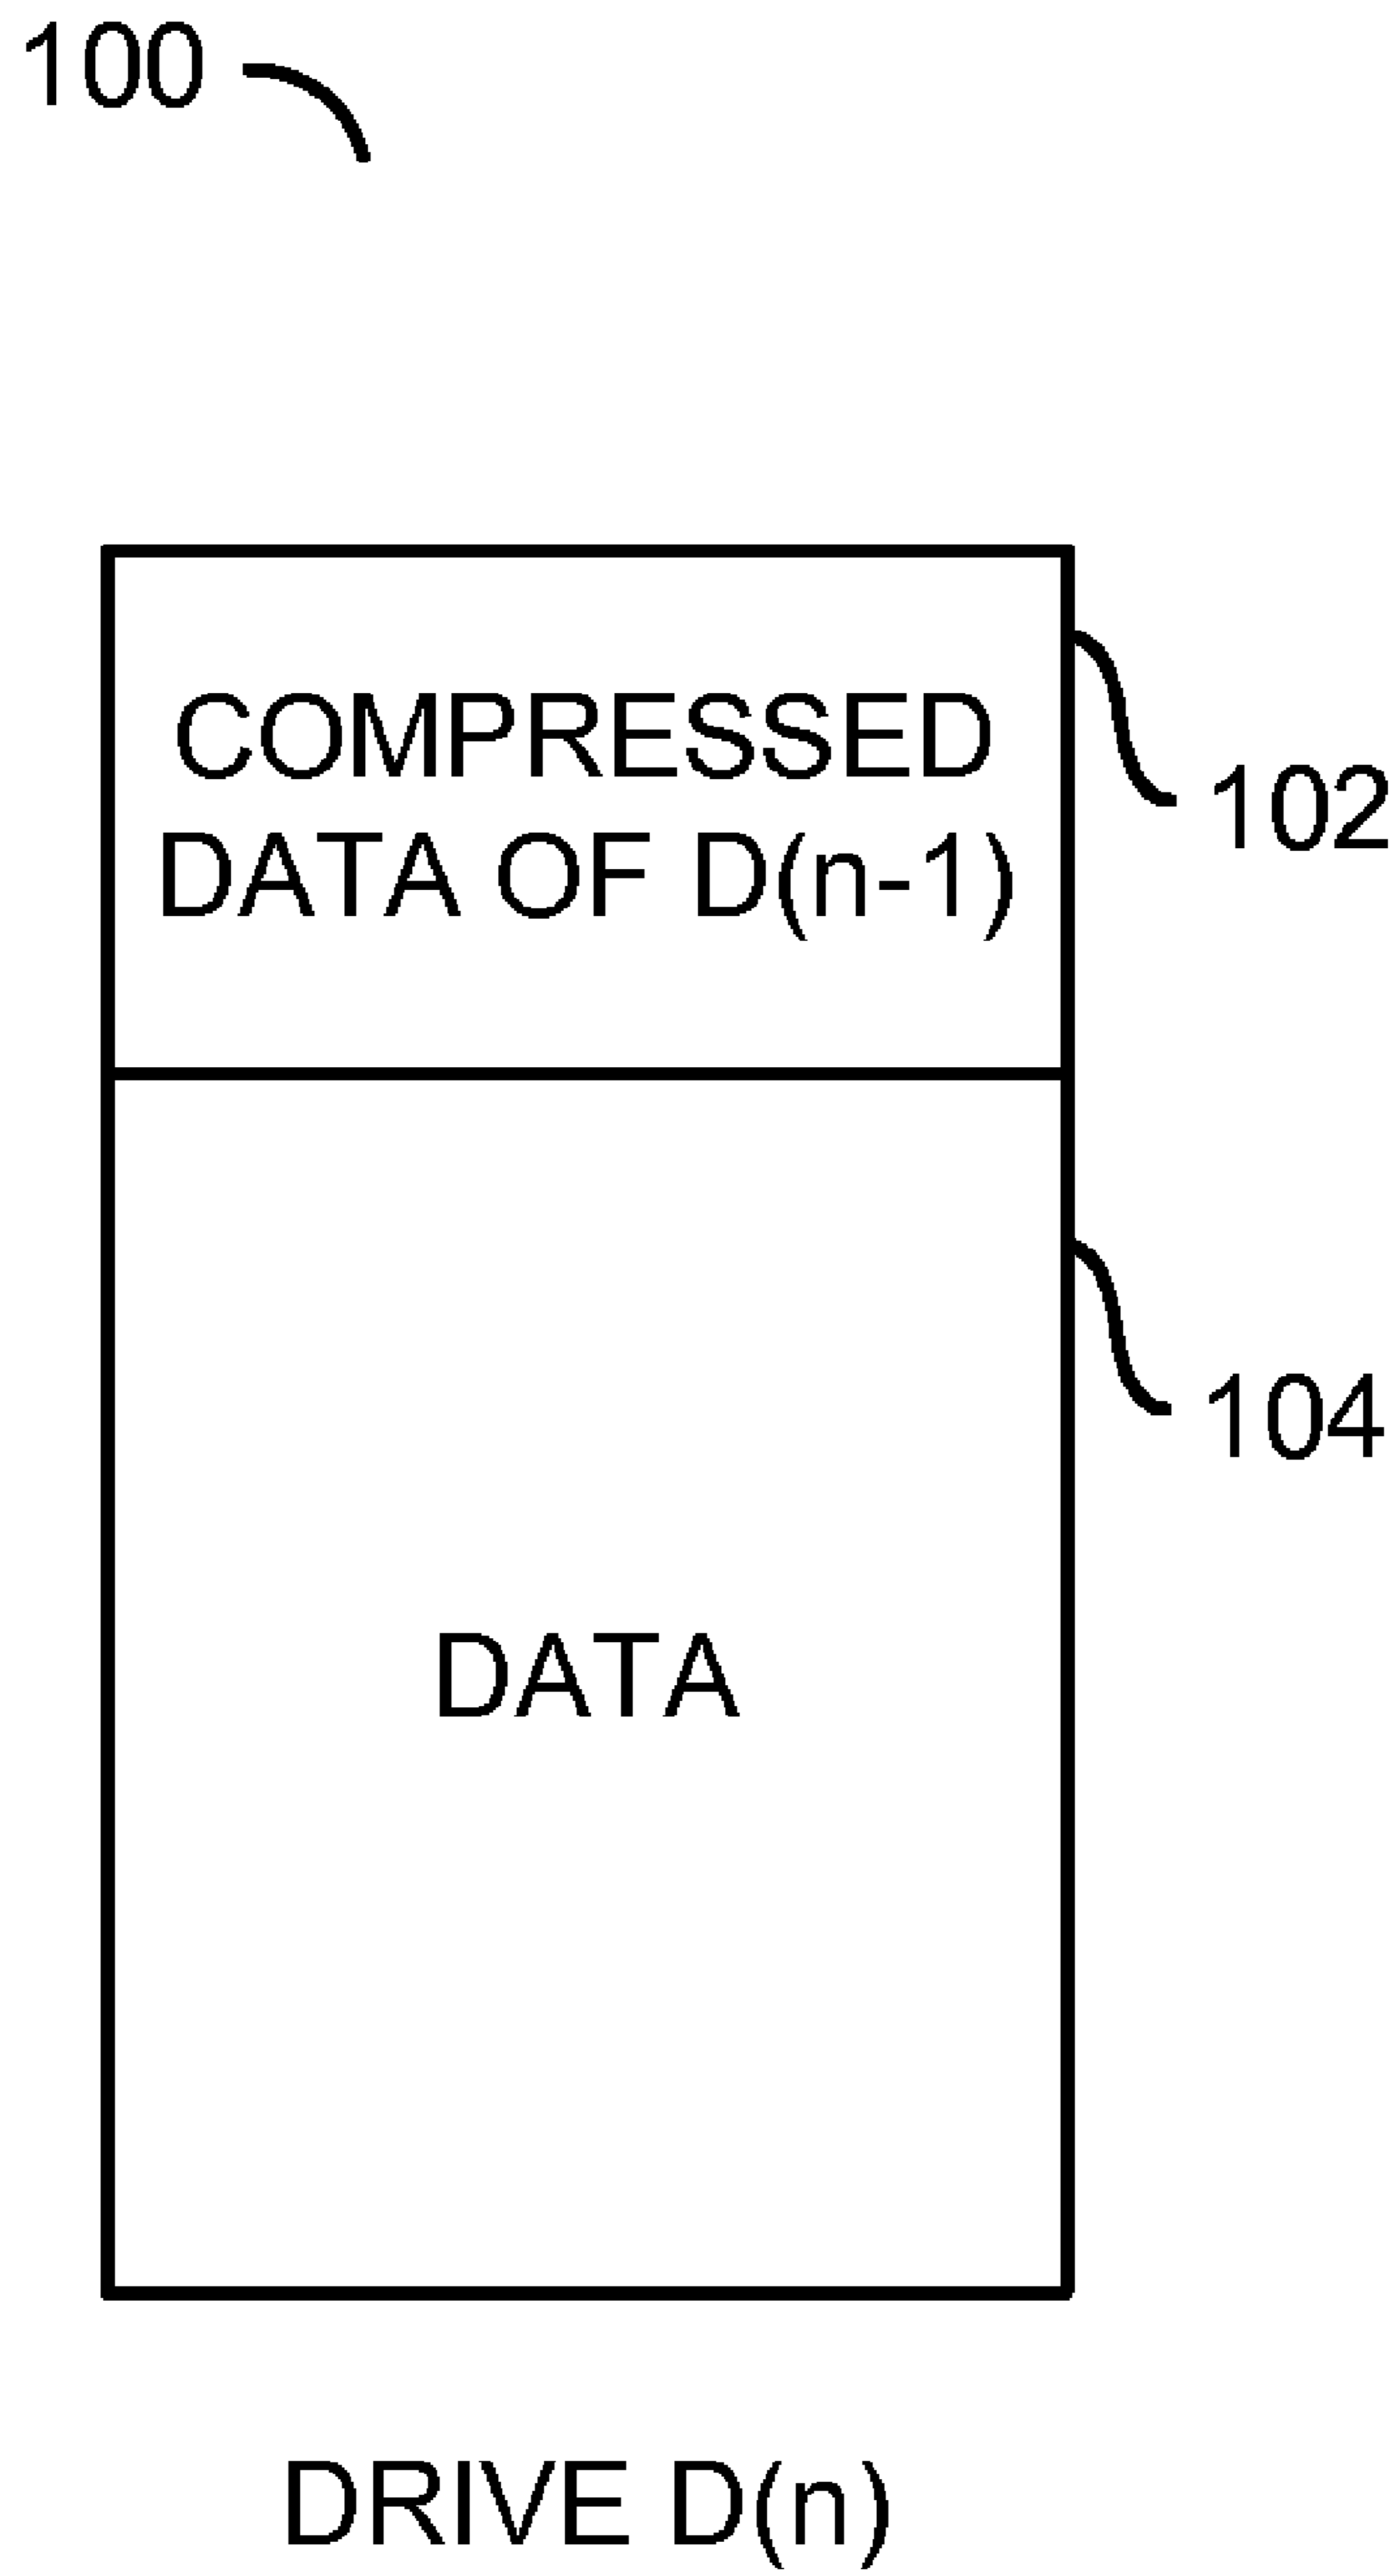 100
COMPRESSED
DATA OF D(n-1)
102
104
DATA
DRIVE D(n)